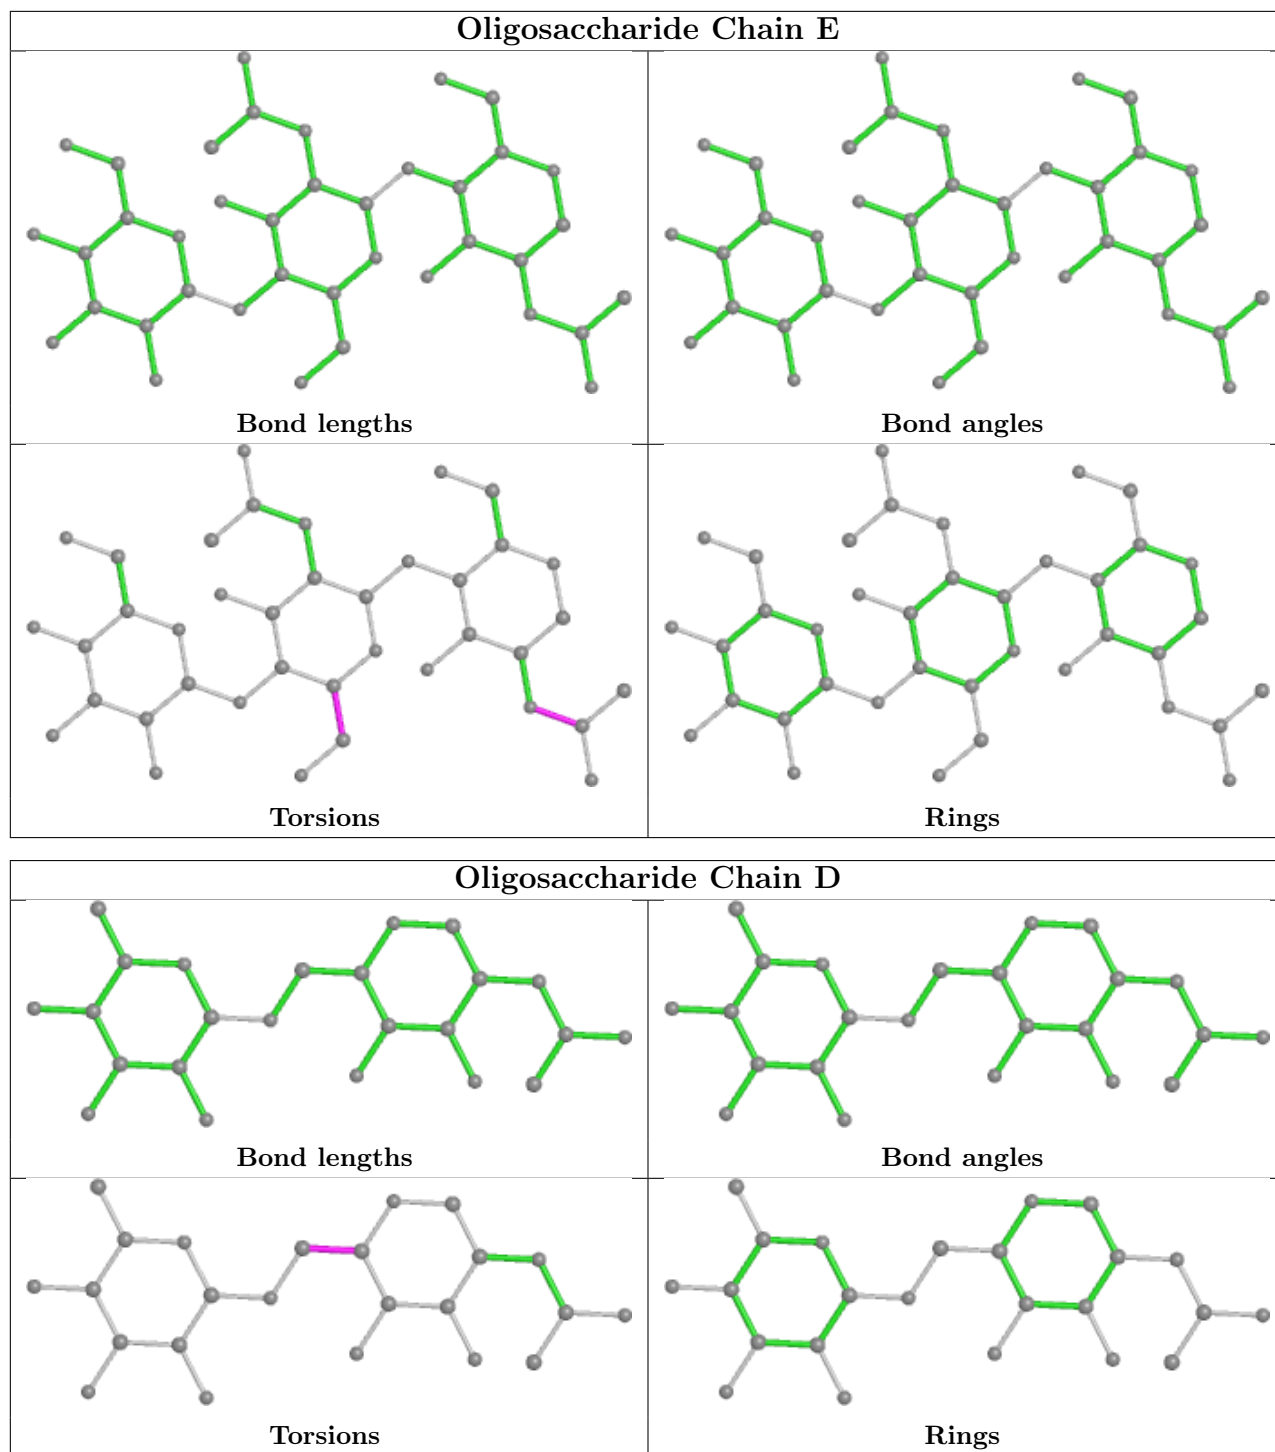 Oligosaccharide Chain E
Bond lengths
Bond angles
Torsions
Rings
Oligosaccharide Chain D
Bond lengths
Bond angles
Torsions
Rings